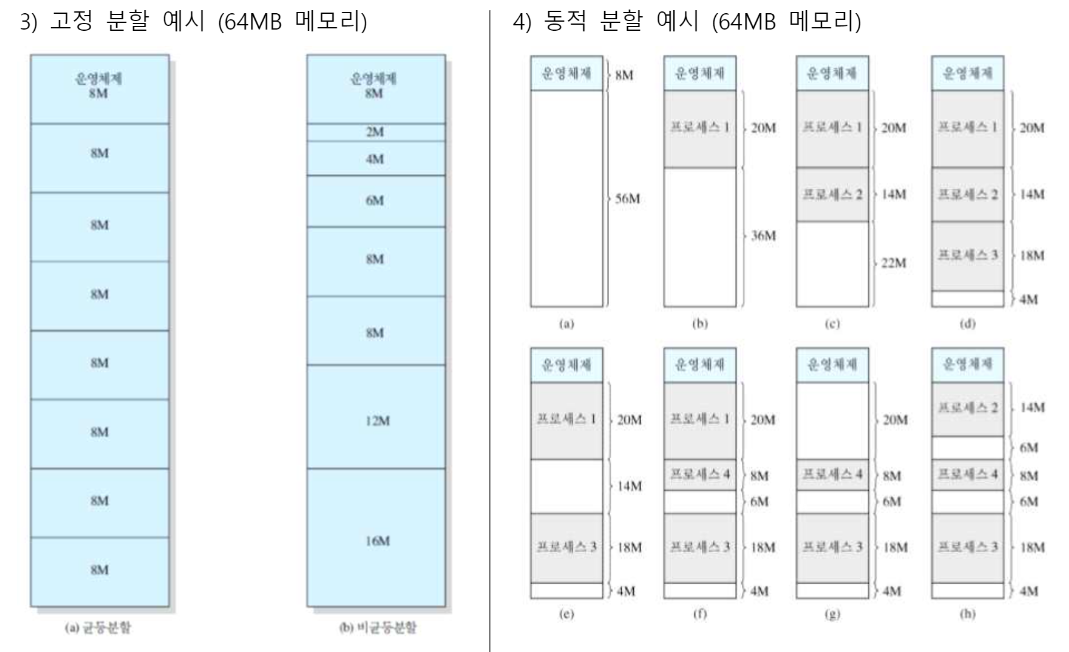 3) 고정 분할 예시 (64MB 메모리)
운영체제
8M
8M
8M
8M
8M
8M
8M
8M
(a) 균등분할
운영체제
8M
2M
4M
6M
8M
8M
12M
16M
(b) 비균등분할
4) 동적 분할 예시 (64MB 메모리)
운영체제
8M
56M
(a)
운영체제
프로세스 1
20M
36M
(b)
운영체제
프로세스 1
20M
프로세스 2
14M
22M
(c)
운영체제
프로세스 1
20M
프로세스 2
14M
프로세스 3
18M
4M
(d)
운영체제
프로세스 1
20M
14M
프로세스 3
18M
4M
(e)
운영체제
프로세스 1
20M
프로세스 4
8M
6M
프로세스 3
18M
4M
(f)
운영체제
20M
프로세스 4
8M
6M
프로세스 3
18M
4M
(g)
운영체제
프로세스 2
14M
6M
프로세스 4
8M
6M
프로세스 3
18M
4M
(h)